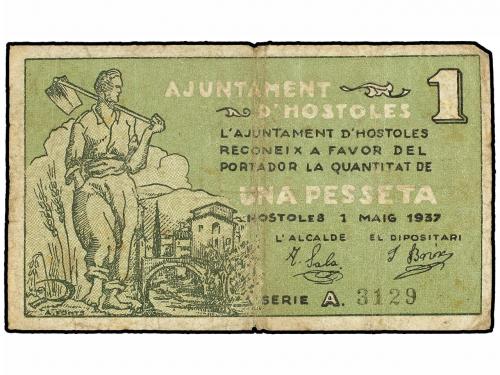 AJUNTAMENT
D'HOSTOLES
1
L'AJUNTAMENT D'HOSTOLES
RECONEIX A FAVOR DEL
PORTADOR LA QUANTITAT DE
UNA PESSETA
HOSTOLES 1 MAIG 1937
L'ALCALDE EL DIPOSITARI
SERIE A. 3129
A. FONTS